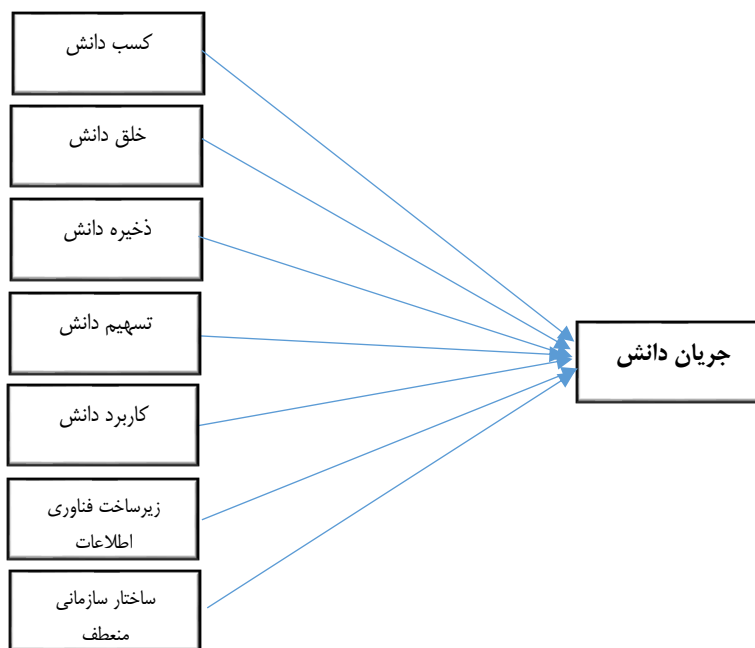 کسب دانش
خلق دانش
ذخیره دانش
تسهیم دانش
کاربرد دانش
زیرساخت فناوری
اطلاعات
ساختار سازمانی
منعطف
جریان دانش